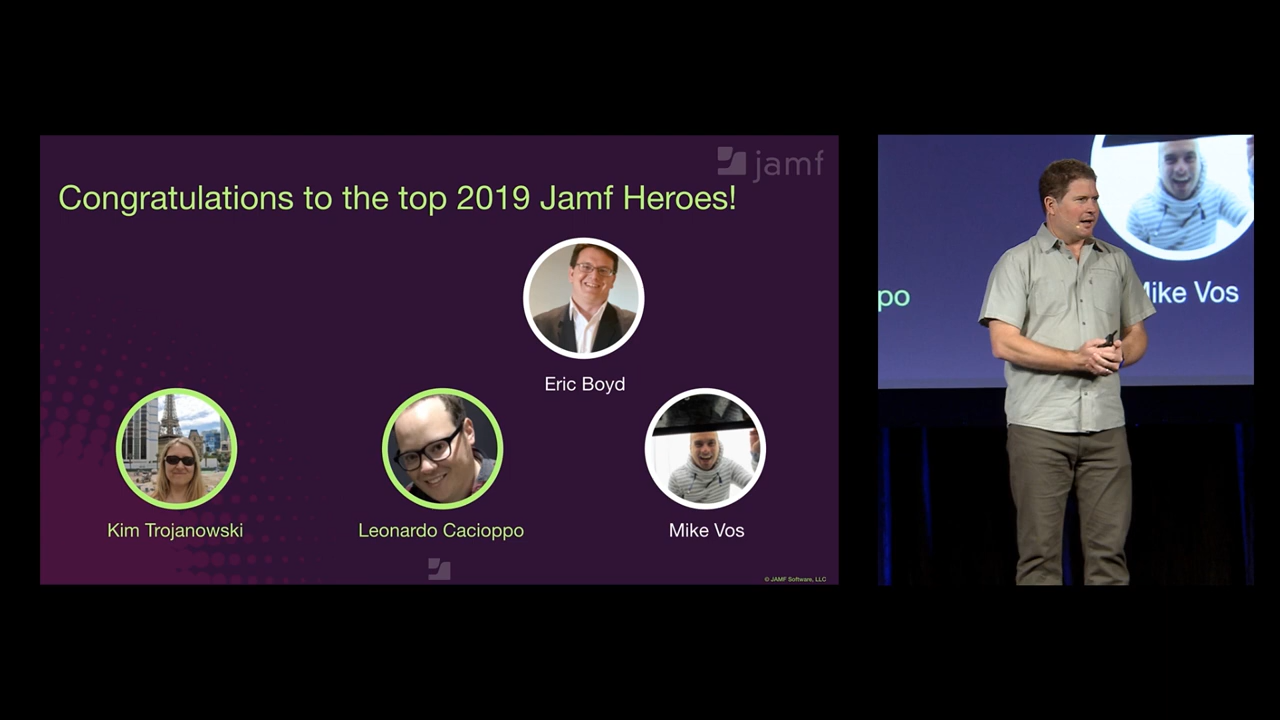 jamf
Congratulations to the top 2019 Jamf Heroes!
Eric Boyd
Kim Trojanowski
Leonardo Cacioppo
Mike Vos
© JAMF Software, LLC
po
Mike Vos